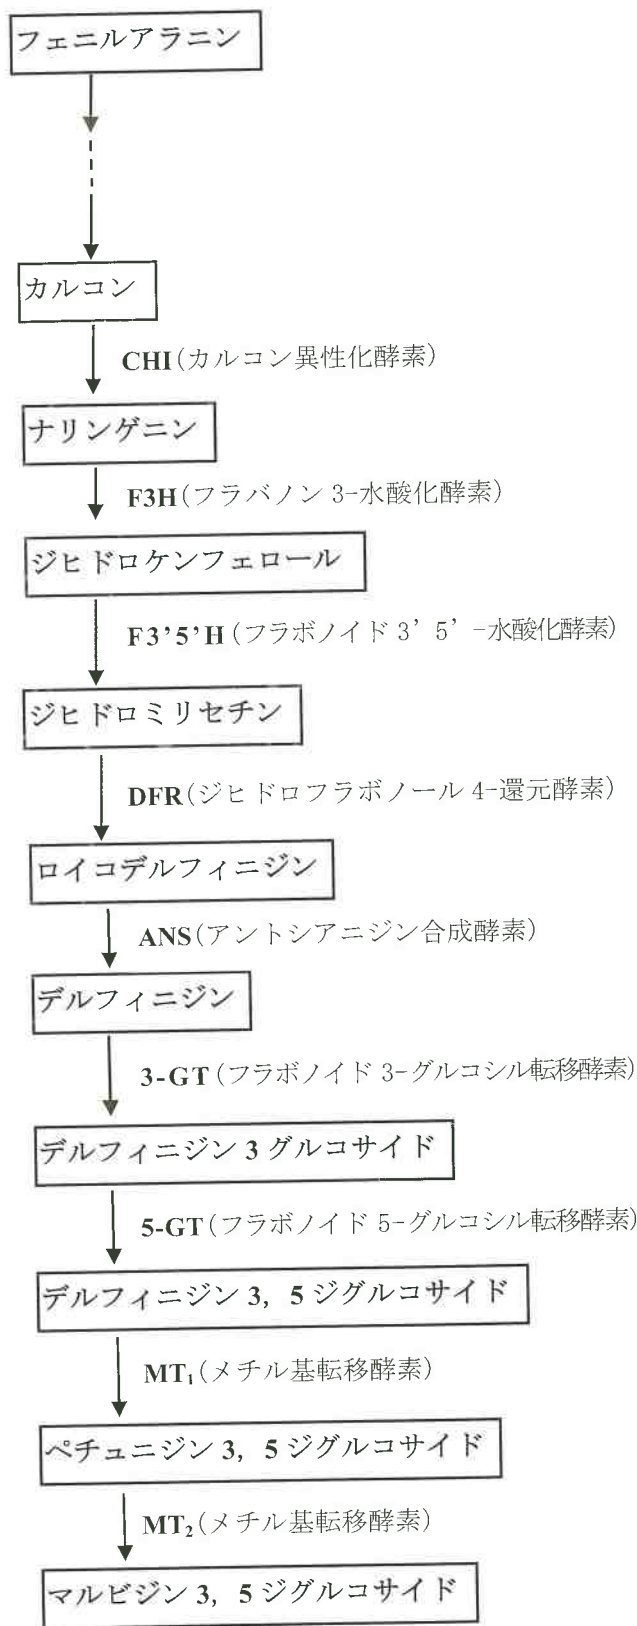 フェニルアラニン
カルコン
CHI(カルコン異性化酵素)
ナリンゲニン
F3H(フラバノン 3-水酸化酵素)
ジヒドロケンフェロール
F3'5'H(フラボノイド 3' 5' -水酸化酵素)
ジヒドロミリセチン
DFR(ジヒドロフラボノール 4-還元酵素)
ロイコデルフィニジン
ANS(アントシアニジン合成酵素)
デルフィニジン
3-GT(フラボノイド 3-グルコシル転移酵素)
デルフィニジン 3 グルコサイド
5-GT(フラボノイド 5-グルコシル転移酵素)
デルフィニジン 3, 5 ジグルコサイド
MT₁(メチル基転移酵素)
ペチュニジン 3, 5 ジグルコサイド
MT₂(メチル基転移酵素)
マルビジン 3, 5 ジグルコサイド